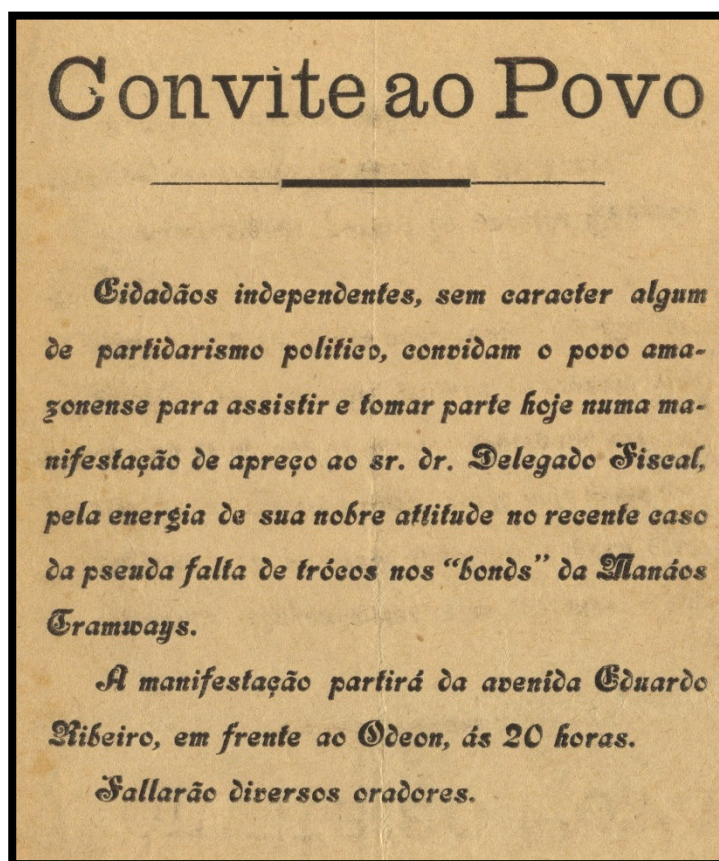 Convite ao Povo
Cidadãos independentes, sem caracter algum
de partidarismo politico, convidam o povo ama-
zonense para assistir e tomar parte hoje numa ma-
nifestação de apreço ao sr. dr. Delegado Fiscal,
pela energia de sua nobre attitude no recente caso
da pseuda falta de trócos nos "bonds" da Manáos
Tramways.
A manifestação partirá da avenida Eduardo
Ribeiro, em frente ao Odeon, ás 20 horas.
Fallarão diversos oradores.